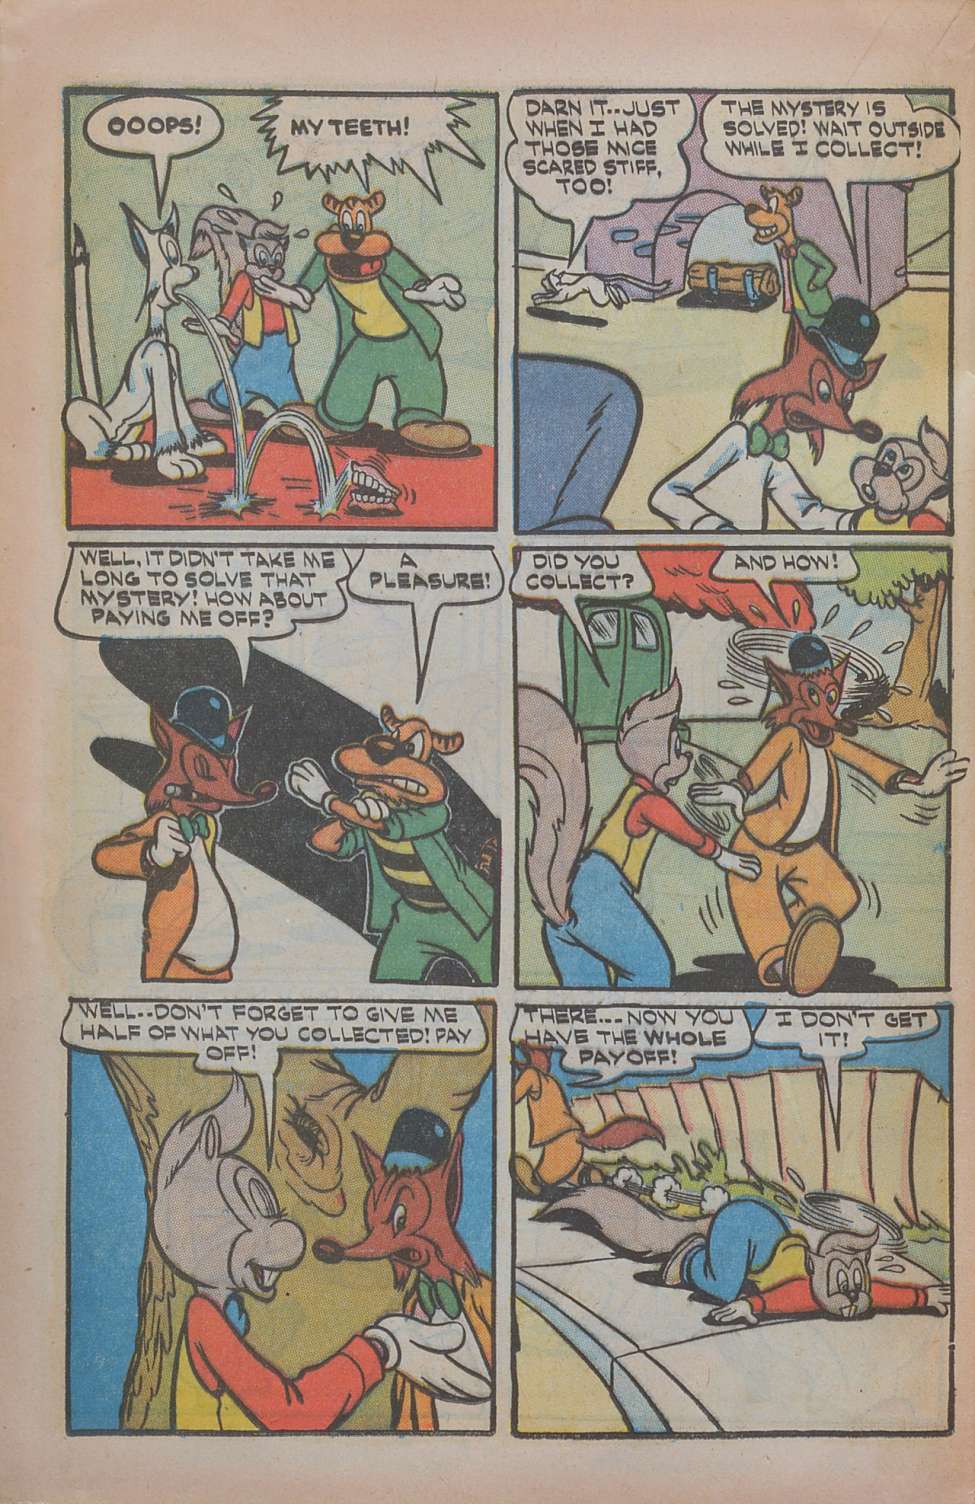 OOOPS!
MY TEETH!
DARN IT--JUST
WHEN I HAD
THOSE MICE
SCARED STIFF,
TOO!
THE MYSTERY IS
SOLVED! WAIT OUTSIDE
WHILE I COLLECT!
WELL, IT DIDN'T TAKE ME
LONG TO SOLVE THAT
MYSTERY! HOW ABOUT
PAYING ME OFF?
A
PLEASURE!
DID YOU
COLLECT?
AND HOW!
WELL--DON'T FORGET TO GIVE ME
HALF OF WHAT YOU COLLECTED! PAY
OFF!
THERE...NOW YOU
HAVE THE WHOLE
PAYOFF!
I DON'T GET
IT!